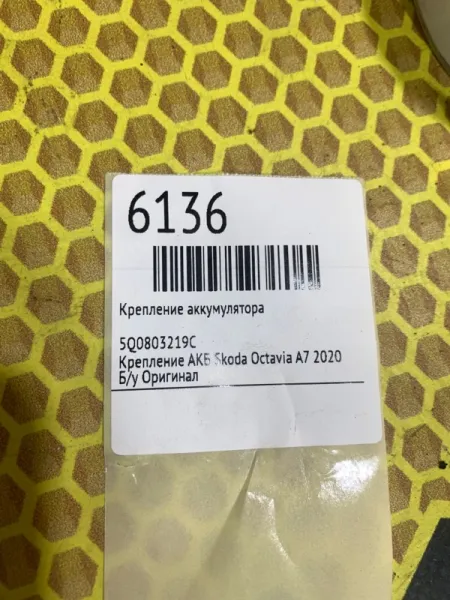 6136
Крепление аккумулятора
5Q0803219C
Крепление АКБ Skoda Octavia A7 2020
Б/у Оригинал